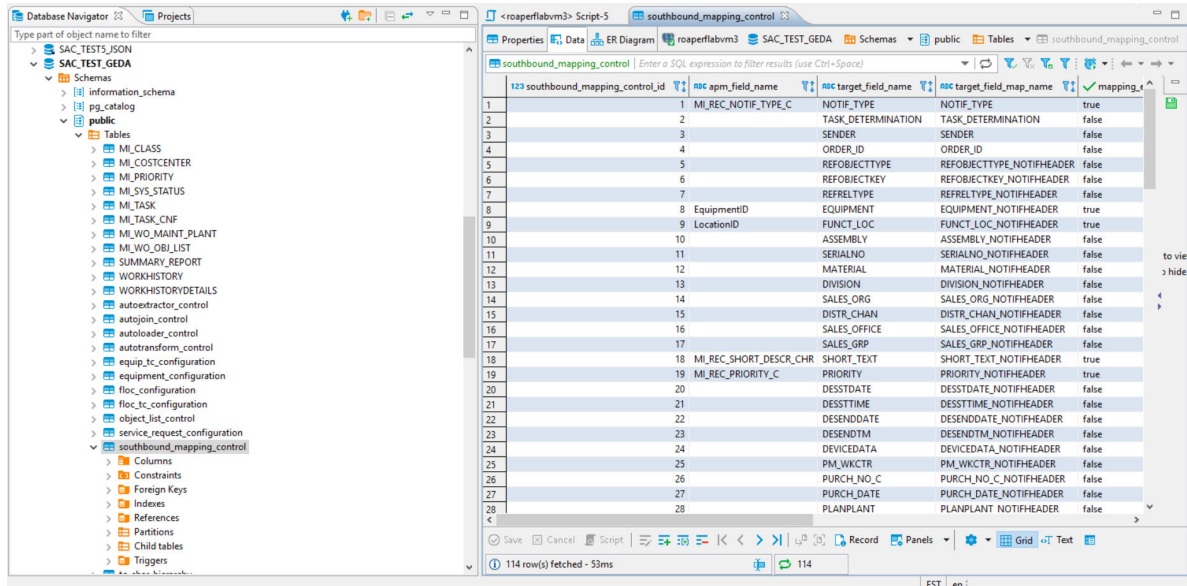 Database Navigator Projects
Type part of object name to filter
SAC_TEST5_JSON
SAC_TEST_GEDA
Schemas
information_schema
pg_catalog
public
Tables
MI_CLASS
MI_COSTCENTER
MI_PRIORITY
MI_SYS_STATUS
MI_TASK
MI_TASK_CNF
MI_WO_MAINT_PLANT
MI_WO_OBJ_LIST
SUMMARY_REPORT
WORKHISTORY
WORKHISTORYDETAILS
autoextractor_control
autojoin_control
autoloader_control
autotransform_control
equip_tc_configuration
equipment_configuration
floc_configuration
floc_tc_configuration
object_list_control
service_request_configuration
southbound_mapping_control
Columns
Constraints
Foreign Keys
Indexes
References
Partitions
Child tables
Triggers
<roaperflabvm3> Script-5 southbound_mapping_control
Properties Data ER Diagram roaperflabvm3 SAC_TEST_GEDA Schemas public Tables southbound_mapping_control
southbound_mapping_control Enter a SQL expression to filter results (use Ctrl+Space)
123 southbound_mapping_control_id ABC apm_field_name ABC target_field_name ABC target_field_map_name mapping_e
1 1 MI_REC_NOTIF_TYPE_C NOTIF_TYPE NOTIF_TYPE true
2 2 TASK_DETERMINATION TASK_DETERMINATION false
3 3 SENDER SENDER false
4 4 ORDER_ID ORDER_ID false
5 5 REFOBJECTTYPE REFOBJECTTYPE_NOTIFHEADER false
6 6 REFOBJECTKEY REFOBJECTKEY_NOTIFHEADER false
7 7 REFRELTYPE REFRELTYPE_NOTIFHEADER false
8 8 EquipmentID EQUIPMENT EQUIPMENT_NOTIFHEADER true
9 9 LocationID FUNCT_LOC FUNCT_LOC_NOTIFHEADER true
10 10 ASSEMBLY ASSEMBLY_NOTIFHEADER false
11 11 SERIALNO SERIALNO_NOTIFHEADER false
12 12 MATERIAL MATERIAL_NOTIFHEADER false
13 13 DIVISION DIVISION_NOTIFHEADER false
14 14 SALES_ORG SALES_ORG_NOTIFHEADER false
15 15 DISTR_CHAN DISTR_CHAN_NOTIFHEADER false
16 16 SALES_OFFICE SALES_OFFICE_NOTIFHEADER false
17 17 SALES_GRP SALES_GRP_NOTIFHEADER false
18 18 MI_REC_SHORT_DESCR_CHR SHORT_TEXT SHORT_TEXT_NOTIFHEADER true
19 19 MI_REC_PRIORITY_C PRIORITY PRIORITY_NOTIFHEADER true
20 20 DESSTDATE DESSTDATE_NOTIFHEADER false
21 21 DESSTTIME DESSTTIME_NOTIFHEADER false
22 22 DESENDDATE DESENDDATE_NOTIFHEADER false
23 23 DESENDTM DESENDTM_NOTIFHEADER false
24 24 DEVICEDATA DEVICEDATA_NOTIFHEADER false
25 25 PM_WKCTR PM_WKCTR_NOTIFHEADER false
26 26 PURCH_NO_C PURCH_NO_C_NOTIFHEADER false
27 27 PURCH_DATE PURCH_DATE_NOTIFHEADER false
28 28 PLANPLANT PLANPLANT_NOTIFHEADER false
to vie
hide
Save Cancel Script Record Panels Grid Text
114 row(s) fetched - 53ms 114
EST en